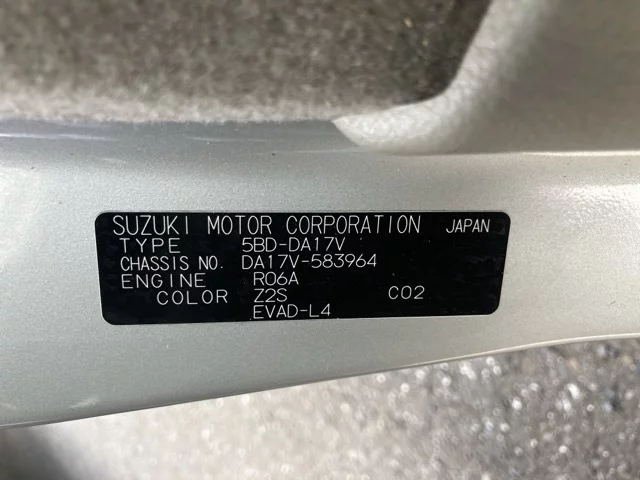 SUZUKI MOTOR CORPORATION JAPAN
TYPE 5BD-DA17V
CHASSIS NO. DA17V-583964
ENGINE R06A
COLOR Z2S C02
EVAD-L4